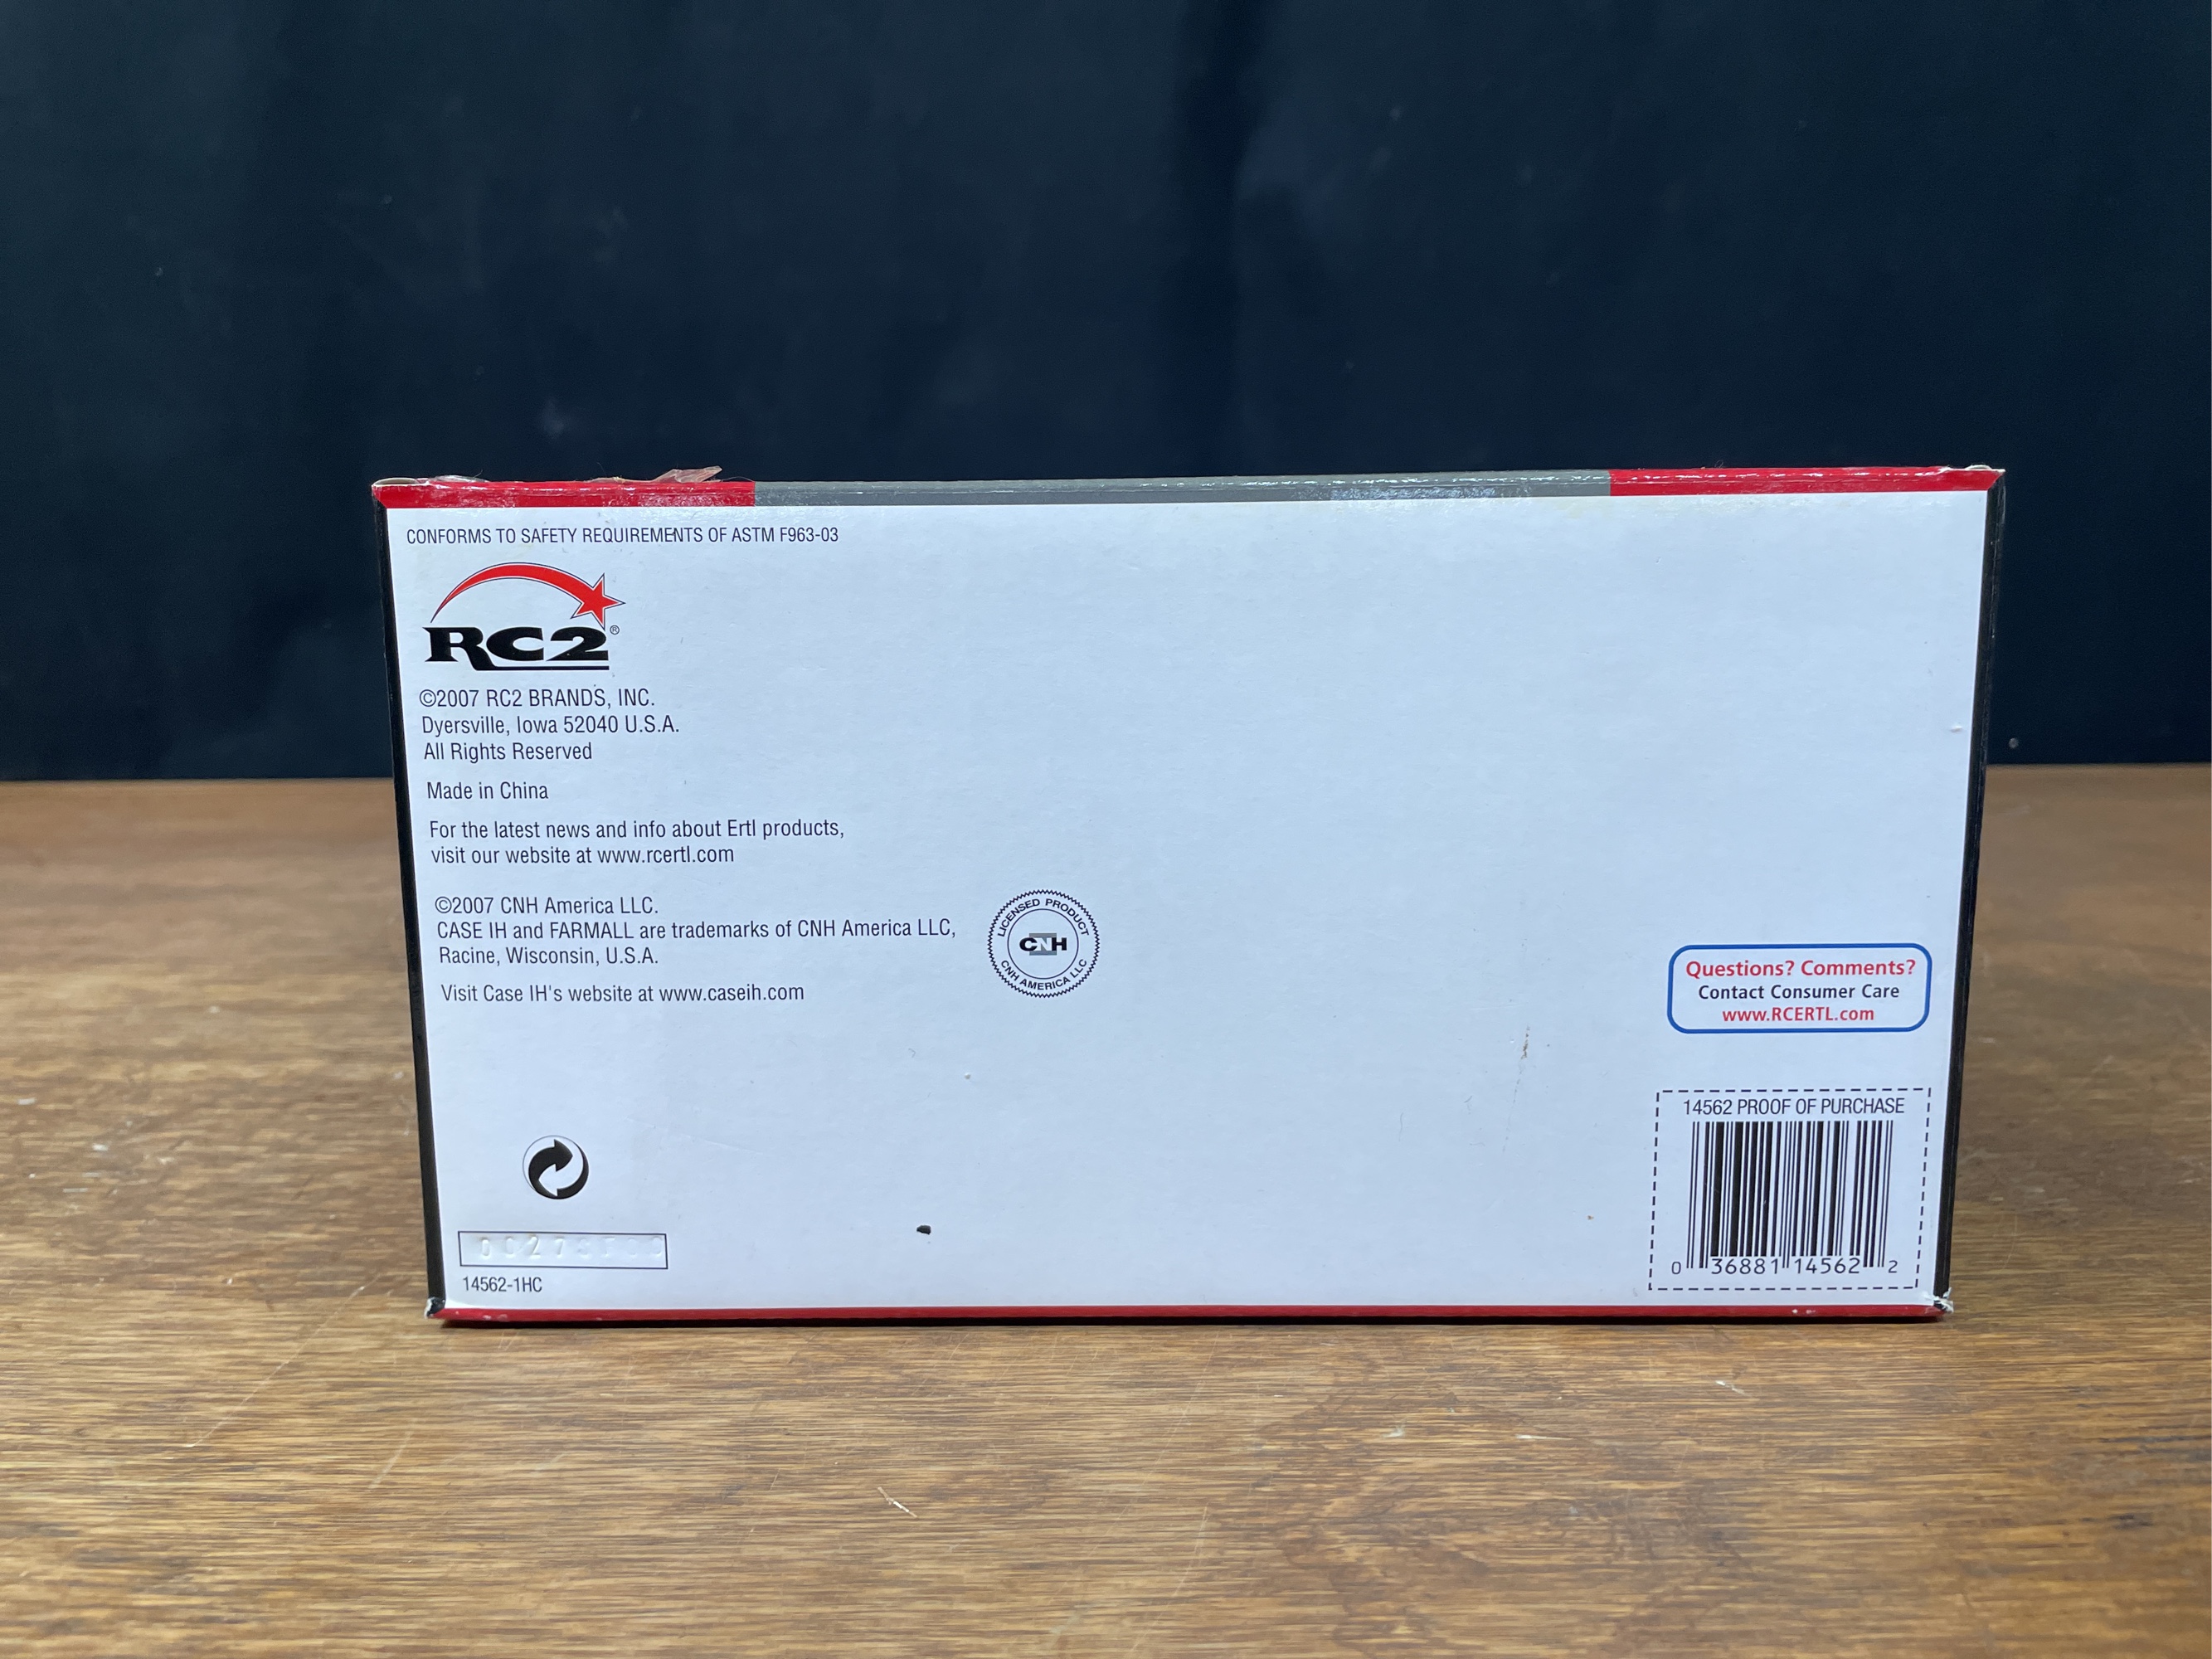 CONFORMS TO SAFETY REQUIREMENTS OF ASTM F963-03
RC2®
©2007 RC2 BRANDS, INC.
Dyersville, Iowa 52040 U.S.A.
All Rights Reserved
Made in China
For the latest news and info about Ertl products,
visit our website at www.rcertl.com
©2007 CNH America LLC.
CASE IH and FARMALL are trademarks of CNH America LLC,
Racine, Wisconsin, U.S.A.
Visit Case IH's website at www.caseih.com
LICENSED PRODUCT
CNH
CNH AMERICA LLC
Questions? Comments?
Contact Consumer Care
www.RCERTL.com
14562 PROOF OF PURCHASE
0 36881 14562 2
14562-1HC